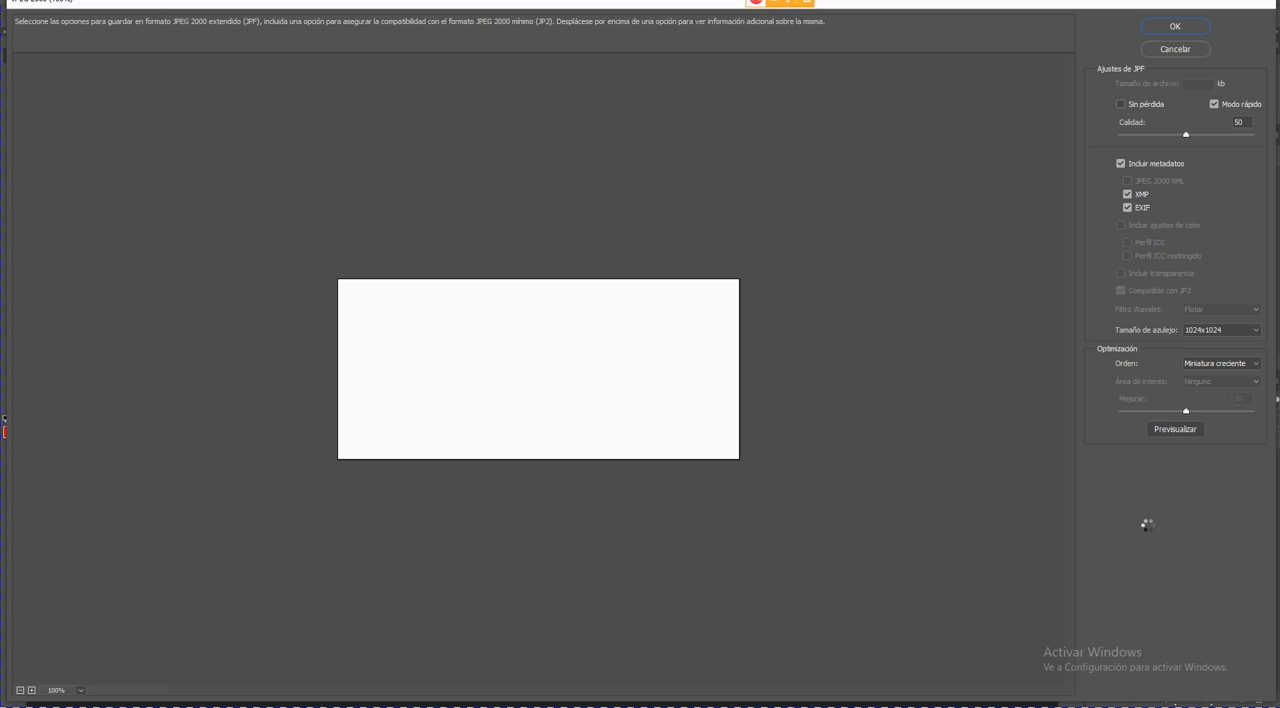 JPEG 2000 (100%)
Seleccione las opciones para guardar en formato JPEG 2000 extendido (JPF), incluida una opción para asegurar la compatibilidad con el formato JPEG 2000 mínimo (JP2). Desplácese por encima de una opción para ver información adicional sobre la misma.
OK
Cancelar
Ajustes de JPF
Tamaño de archivo: kb
Sin pérdida Modo rápido
Calidad: 50
Incluir metadatos
JPEG 2000 XML
XMP
EXIF
Incluir ajustes de color
Perfil ICC
Perfil ICC restringido
Incluir transparencia
Compatible con JP2
Filtro Wavelet: Flotar
Tamaño de azulejo: 1024x1024
Optimización
Orden: Miniatura creciente
Área de interés: Ninguno
Mejorar: 50
Previsualizar
Activar Windows
Ve a Configuración para activar Windows.
100%